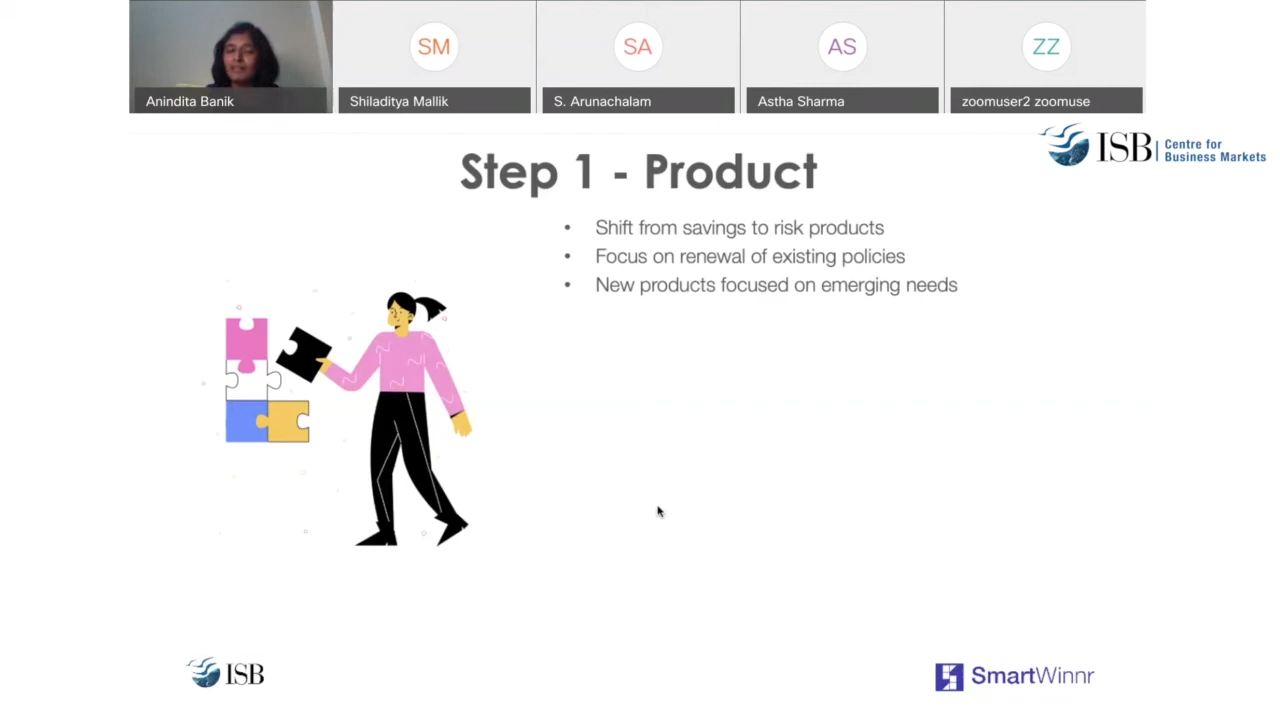 SM
SA
AS
ZZ
Anindita Banik
Shiladitya Mallik
S. Arunachalam
Astha Sharma
zoomuser2 zoomuse
ISB
Centre for
Business Markets
Step 1 - Product
• Shift from savings to risk products
• Focus on renewal of existing policies
• New products focused on emerging needs
ISB
SmartWinnr